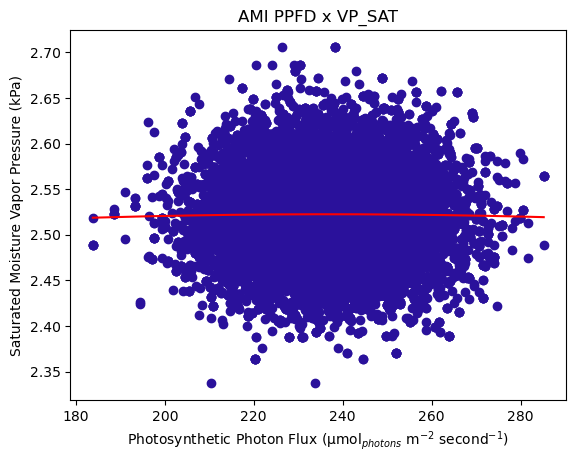 AMI PPFD x VP_SAT
Saturated Moisture Vapor Pressure (kPa)
2.70
2.65
2.60
2.55
2.50
2.45
2.40
2.35
180 200 220 240 260 280
Photosynthetic Photon Flux (μmol$_{photons}$ m$^{-2}$ second$^{-1}$)